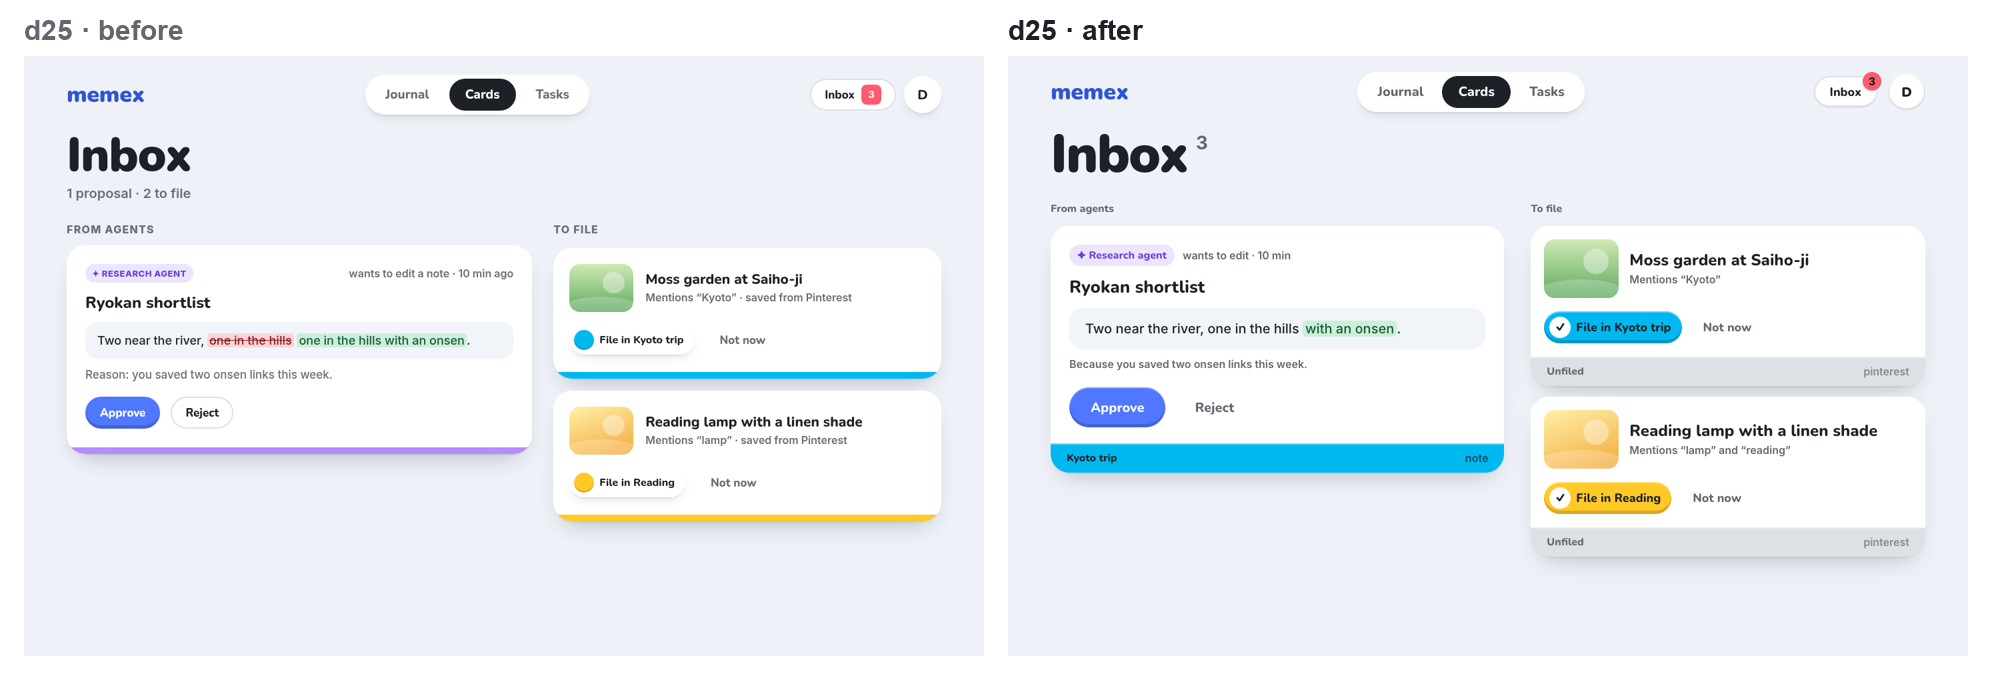 d25 · before
memex
Journal
Cards
Tasks
Inbox 3
D
Inbox
1 proposal · 2 to file
FROM AGENTS
✦ RESEARCH AGENT
wants to edit a note · 10 min ago
Ryokan shortlist
Two near the river, one in the hills one in the hills with an onsen.
Reason: you saved two onsen links this week.
Approve
Reject
TO FILE
Moss garden at Saiho-ji
Mentions “Kyoto” · saved from Pinterest
File in Kyoto trip
Not now
Reading lamp with a linen shade
Mentions “lamp” · saved from Pinterest
File in Reading
Not now
d25 · after
memex
Journal
Cards
Tasks
Inbox 3
D
Inbox 3
From agents
✦ Research agent
wants to edit · 10 min
Ryokan shortlist
Two near the river, one in the hills with an onsen.
Because you saved two onsen links this week.
Approve
Reject
Kyoto trip
note
To file
Moss garden at Saiho-ji
Mentions “Kyoto”
✓ File in Kyoto trip
Not now
Unfiled
pinterest
Reading lamp with a linen shade
Mentions “lamp” and “reading”
✓ File in Reading
Not now
Unfiled
pinterest